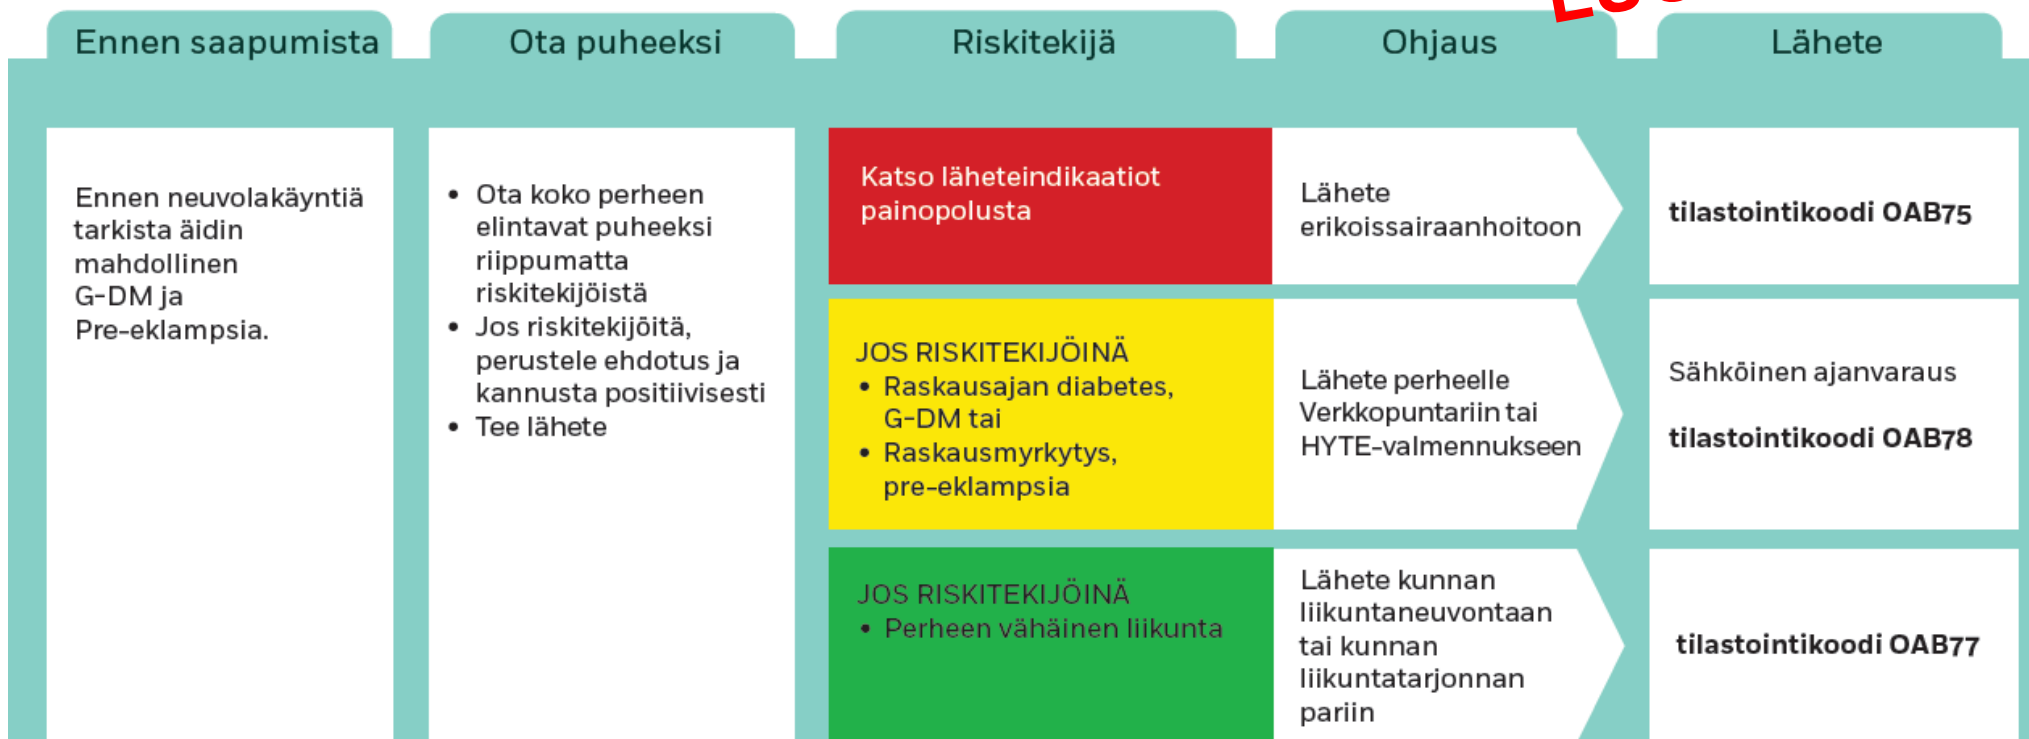 Ennen saapumista
Ota puheeksi
Riskitekijä
Ohjaus
Lähete
Ennen neuvolakäyntiä
tarkista äidin
mahdollinen
G-DM ja
Pre-eklampsia.
• Ota koko perheen
elintavat puheeksi
riippumatta
riskitekijöistä
• Jos riskitekijöitä,
perustele ehdotus ja
kannusta positiivisesti
• Tee lähete
Katso läheteindikaatiot
painopolusta
Lähete
erikoissairaanhoitoon
tilastointikoodi OAB75
JOS RISKITEKIJÖINÄ
• Raskausajan diabetes,
G-DM tai
• Raskausmyrkytys,
pre-eklampsia
Lähete perheelle
Verkkopuntariin tai
HYTE-valmennukseen
Sähköinen ajanvaraus
tilastointikoodi OAB78
JOS RISKITEKIJÖINÄ
• Perheen vähäinen liikunta
Lähete kunnan
liikuntaneuvontaan
tai kunnan
liikuntatarjonnan
pariin
tilastointikoodi OAB77